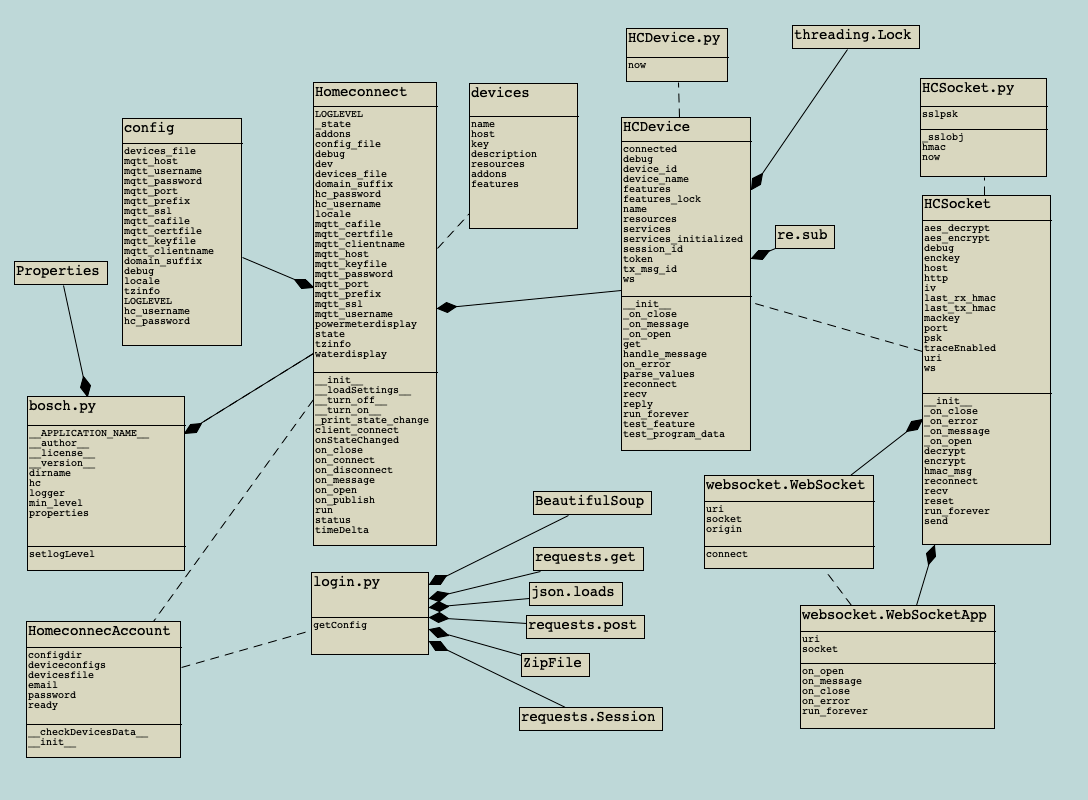 HCDevice.py
now
threading.Lock
HCSocket.py
sslpsk
_sslobj
hmac
now
Homeconnect
LOGLEVEL
_state
addons
config_file
debug
dev
devices_file
domain_suffix
hc_password
hc_username
locale
mqtt_cafile
mqtt_certfile
mqtt_clientname
mqtt_host
mqtt_keyfile
mqtt_password
mqtt_port
mqtt_prefix
mqtt_ssl
mqtt_username
powermeterdisplay
state
tzinfo
waterdisplay
__init__
__loadSettings__
__turn_off__
__turn_on__
_print_state_change
client_connect
onStateChanged
on_close
on_connect
on_disconnect
on_message
on_open
on_publish
run
status
timeDelta
devices
name
host
key
description
resources
addons
features
config
devices_file
mqtt_host
mqtt_username
mqtt_password
mqtt_port
mqtt_prefix
mqtt_ssl
mqtt_cafile
mqtt_certfile
mqtt_keyfile
mqtt_clientname
domain_suffix
debug
locale
tzinfo
LOGLEVEL
hc_username
hc_password
HCDevice
connected
debug
device_id
device_name
features
features_lock
name
resources
services
services_initialized
session_id
token
tx_msg_id
ws
__init__
_on_close
_on_message
_on_open
get
handle_message
on_error
parse_values
reconnect
recv
reply
run_forever
test_feature
test_program_data
re.sub
HCSocket
aes_decrypt
aes_encrypt
debug
enckey
host
http
iv
last_rx_hmac
last_tx_hmac
mackey
port
psk
traceEnabled
uri
ws
__init__
_on_close
_on_error
_on_message
_on_open
decrypt
encrypt
hmac_msg
reconnect
recv
reset
run_forever
send
Properties
bosch.py
__APPLICATION_NAME__
__author__
__license__
__version__
dirname
hc
logger
min_level
properties
setlogLevel
websocket.WebSocket
uri
socket
origin
connect
BeautifulSoup
requests.get
json.loads
requests.post
ZipFile
requests.Session
login.py
getConfig
websocket.WebSocketApp
uri
socket
on_open
on_message
on_close
on_error
run_forever
HomeconnecAccount
configdir
deviceconfigs
devicesfile
email
password
ready
__checkDevicesData__
__init__